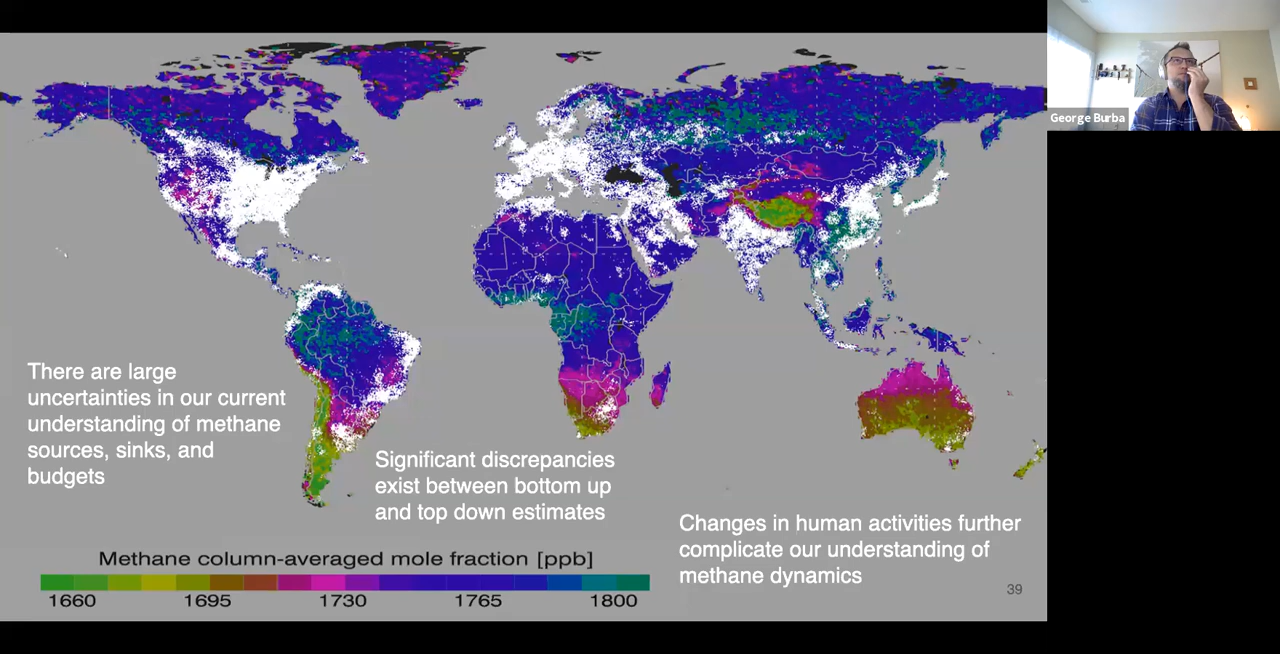 George Burba
There are large
uncertainties in our current
understanding of methane
sources, sinks, and
budgets
Significant discrepancies
exist between bottom up
and top down estimates
Changes in human activities further
complicate our understanding of
methane dynamics
Methane column-averaged mole fraction [ppb]
1660 1695 1730 1765 1800
39